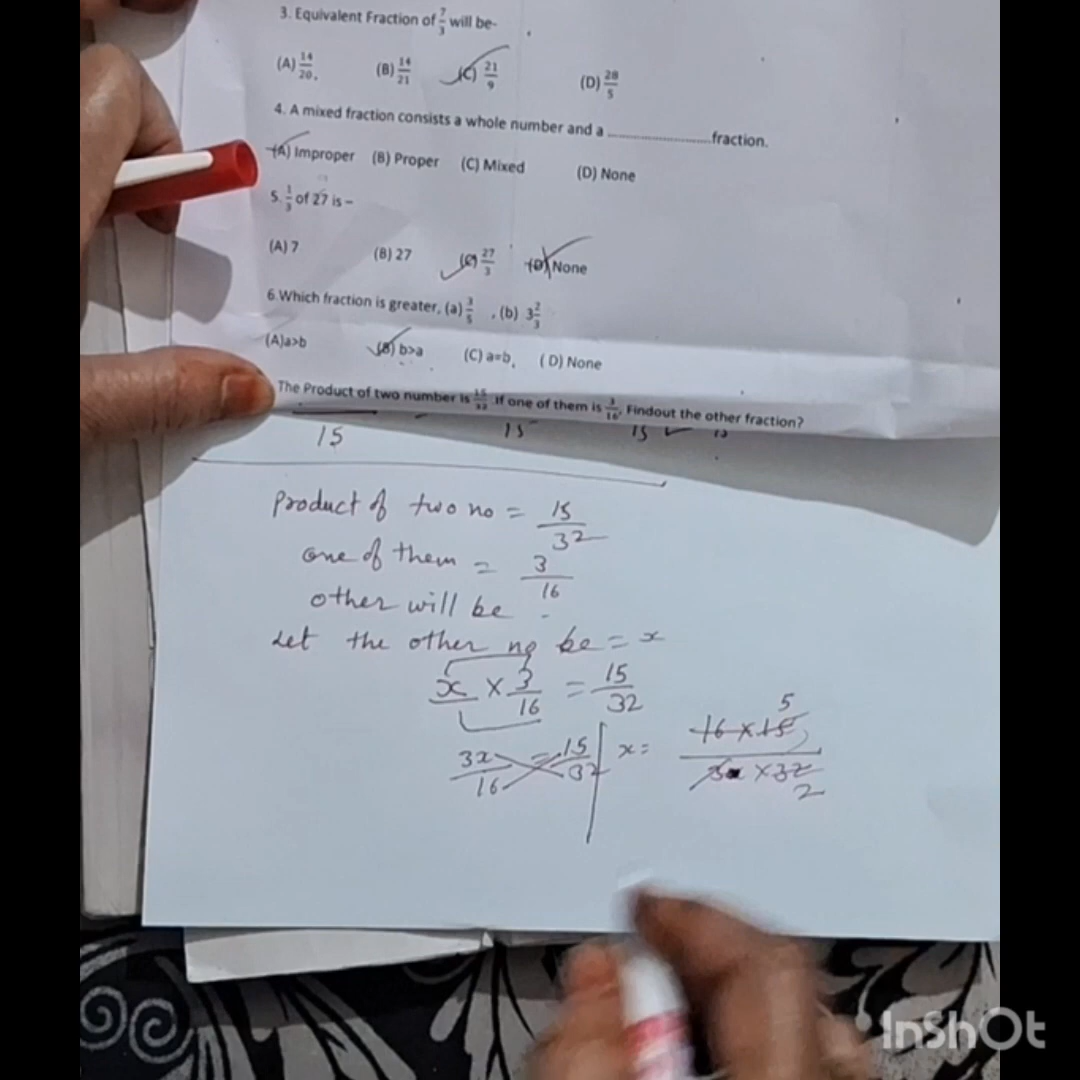 3. Equivalent Fraction of 7/3 will be-
(A) 14/20, (B) 14/21 (C) 21/9 (D) 28/5
4. A mixed fraction consists a whole number and a ........................fraction.
(A) Improper (B) Proper (C) Mixed (D) None
5. 1/3 of 27 is –
(A) 7 (B) 27 (C) 27/3 (D) None
6.Which fraction is greater, (a) 3/5 , (b) 3 2/3
(A)a>b (B) b>a (C) a=b, ( D) None
The Product of two number is 15/32 .If one of them is 3/16, Findout the other fraction?
15 15 15
Product of two no = 15/32
one of them = 3/16
other will be
Let the other no be = x
x × 3/16 = 15/32
3x/16 = 15/32 x = 16×15/3×32
5
2
InShOt